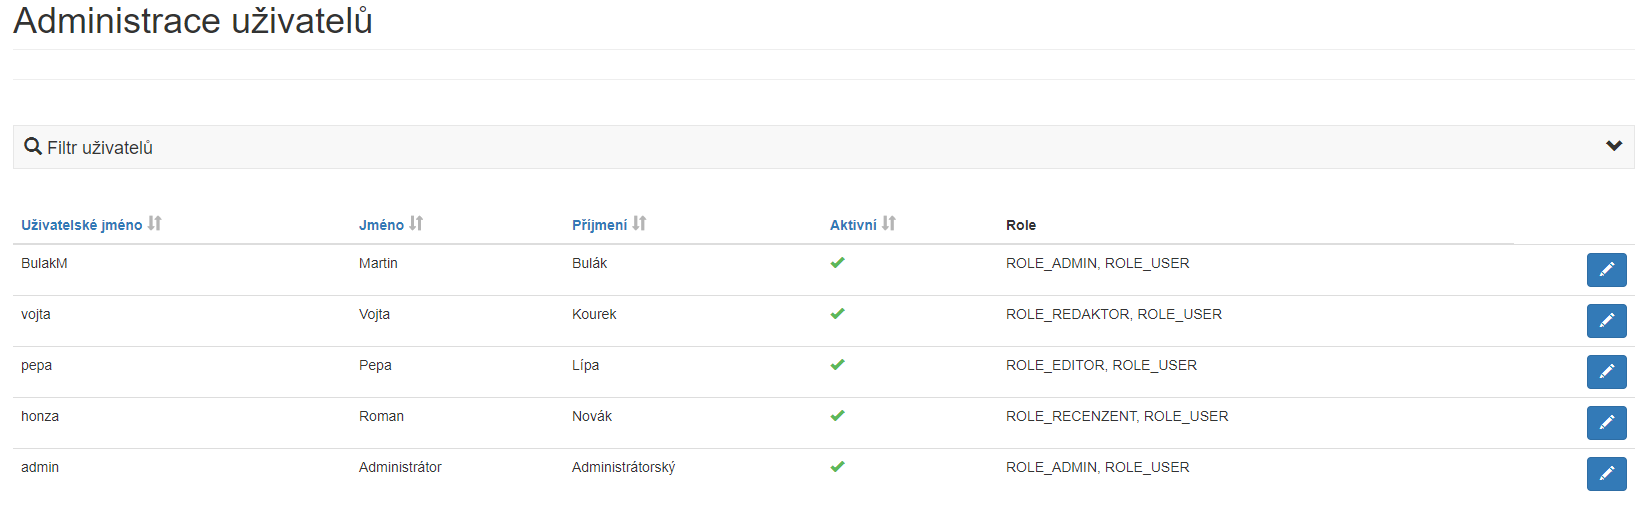 Administrace uživatelů
Filtr uživatelů
Uživatelské jméno Jméno Příjmení Aktivní Role
BulakM Martin Bulák ROLE_ADMIN, ROLE_USER
vojta Vojta Kourek ROLE_REDAKTOR, ROLE_USER
pepa Pepa Lípa ROLE_EDITOR, ROLE_USER
honza Roman Novák ROLE_RECENZENT, ROLE_USER
admin Administrátor Administrátorský ROLE_ADMIN, ROLE_USER